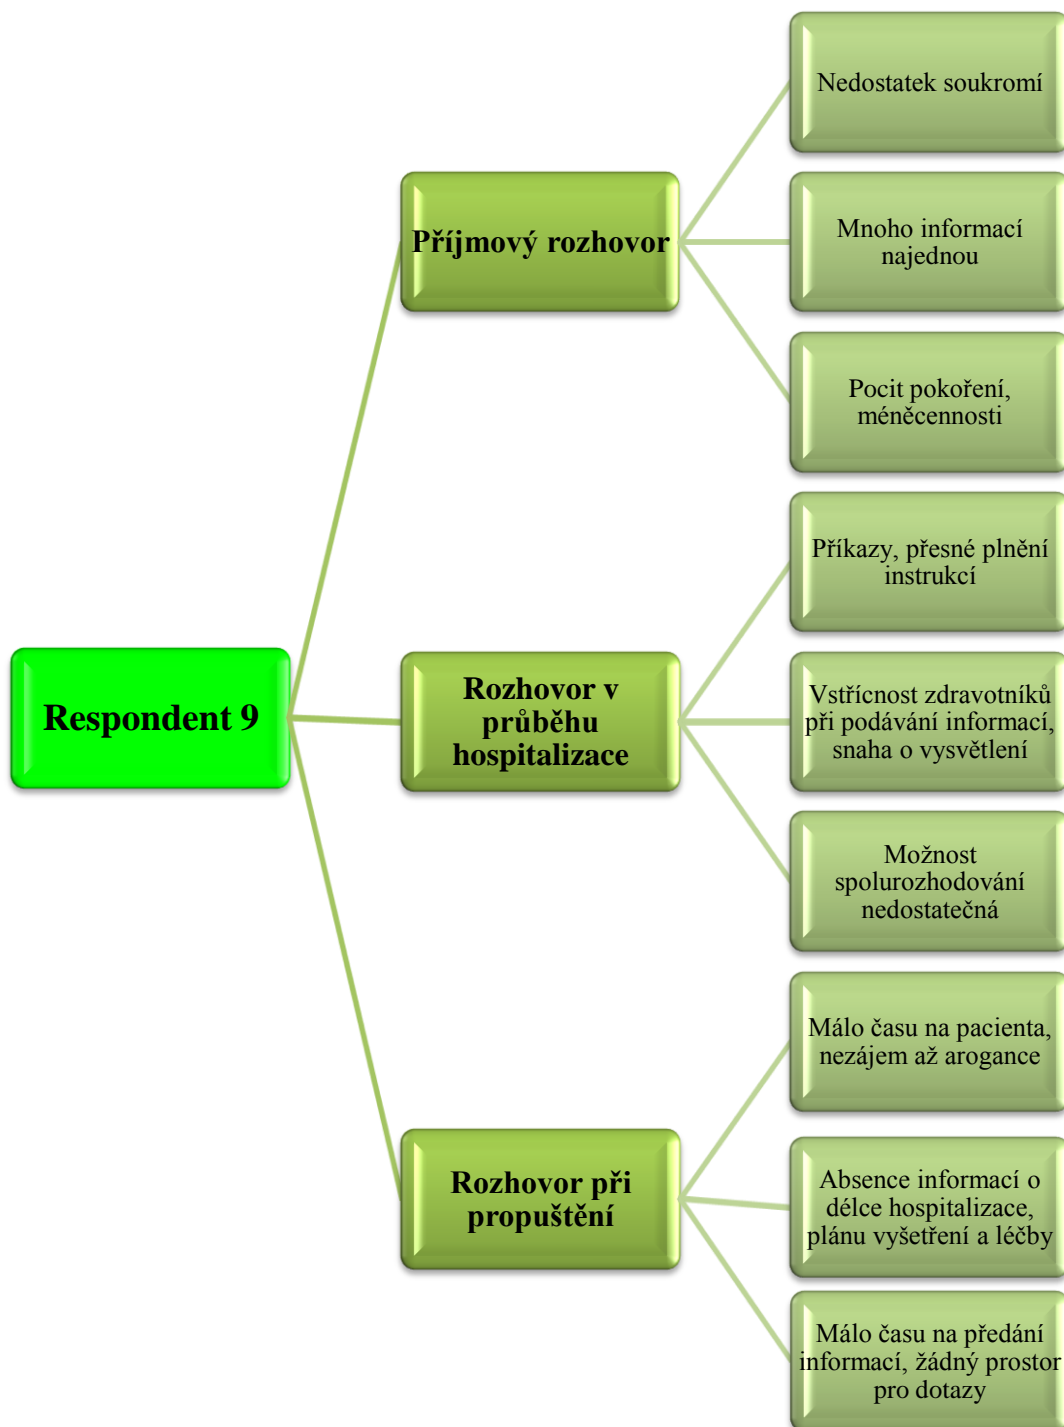 Respondent 9
Příjmový rozhovor
Nedostatek soukromí
Mnoho informací
najednou
Pocit pokoření,
méněcennosti
Rozhovor v
průběhu
hospitalizace
Příkazy, přesné plnění
instrukcí
Vstřícnost zdravotníků
při podávání informací,
snaha o vysvětlení
Možnost
spolurozhodování
nedostatečná
Rozhovor při
propuštění
Málo času na pacienta,
nezájem až arogance
Absence informací o
délce hospitalizace,
plánu vyšetření a léčby
Málo času na předání
informací, žádný prostor
pro dotazy